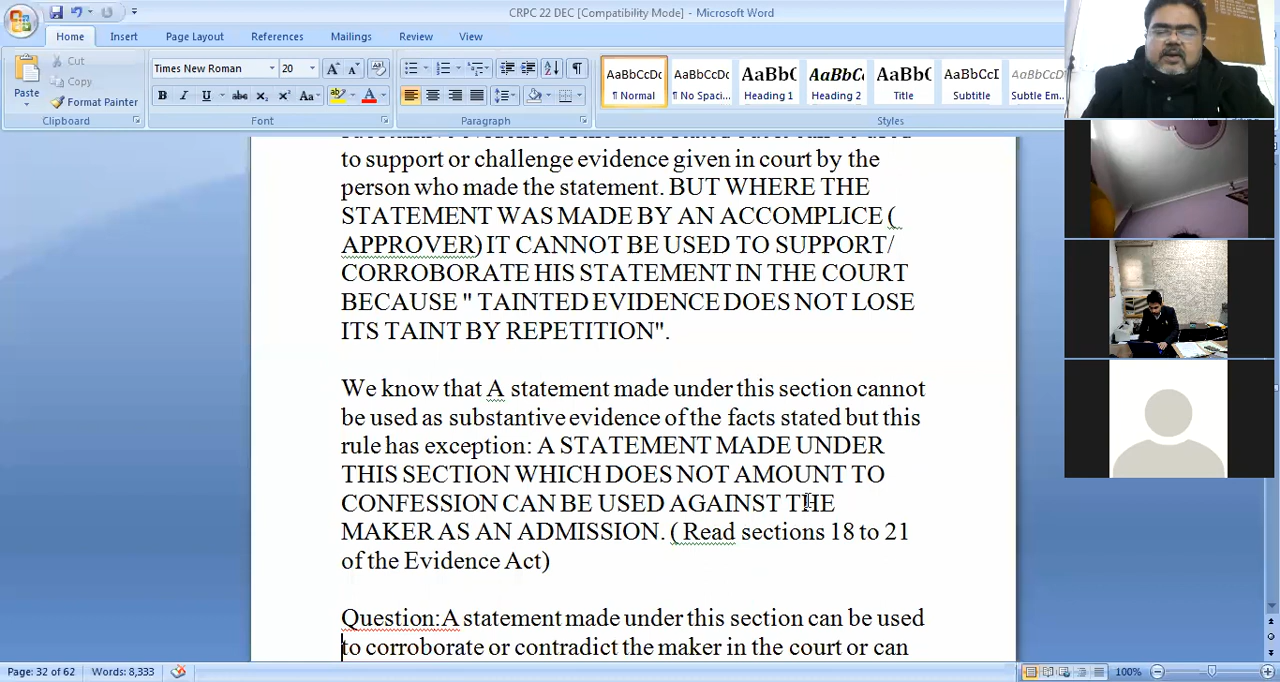 CRPC 22 DEC [Compatibility Mode] - Microsoft Word
Home Insert Page Layout References Mailings Review View
Paste
Cut
Copy
Format Painter
Clipboard
Times New Roman 20
Font
Paragraph
AaBbCcDc AaBbCcDc AaBbC AaBbCc AaBbC AaBbCcI AaBbCcDc
¶ Normal ¶ No Spaci... Heading 1 Heading 2 Title Subtitle Subtle Em...
Styles
to support or challenge evidence given in court by the
person who made the statement. BUT WHERE THE
STATEMENT WAS MADE BY AN ACCOMPLICE (
APPROVER) IT CANNOT BE USED TO SUPPORT/
CORROBORATE HIS STATEMENT IN THE COURT
BECAUSE " TAINTED EVIDENCE DOES NOT LOSE
ITS TAINT BY REPETITION".
We know that A statement made under this section cannot
be used as substantive evidence of the facts stated but this
rule has exception: A STATEMENT MADE UNDER
THIS SECTION WHICH DOES NOT AMOUNT TO
CONFESSION CAN BE USED AGAINST THE
MAKER AS AN ADMISSION. ( Read sections 18 to 21
of the Evidence Act)
Question:A statement made under this section can be used
to corroborate or contradict the maker in the court or can
Page: 32 of 62 Words: 8,333 100%